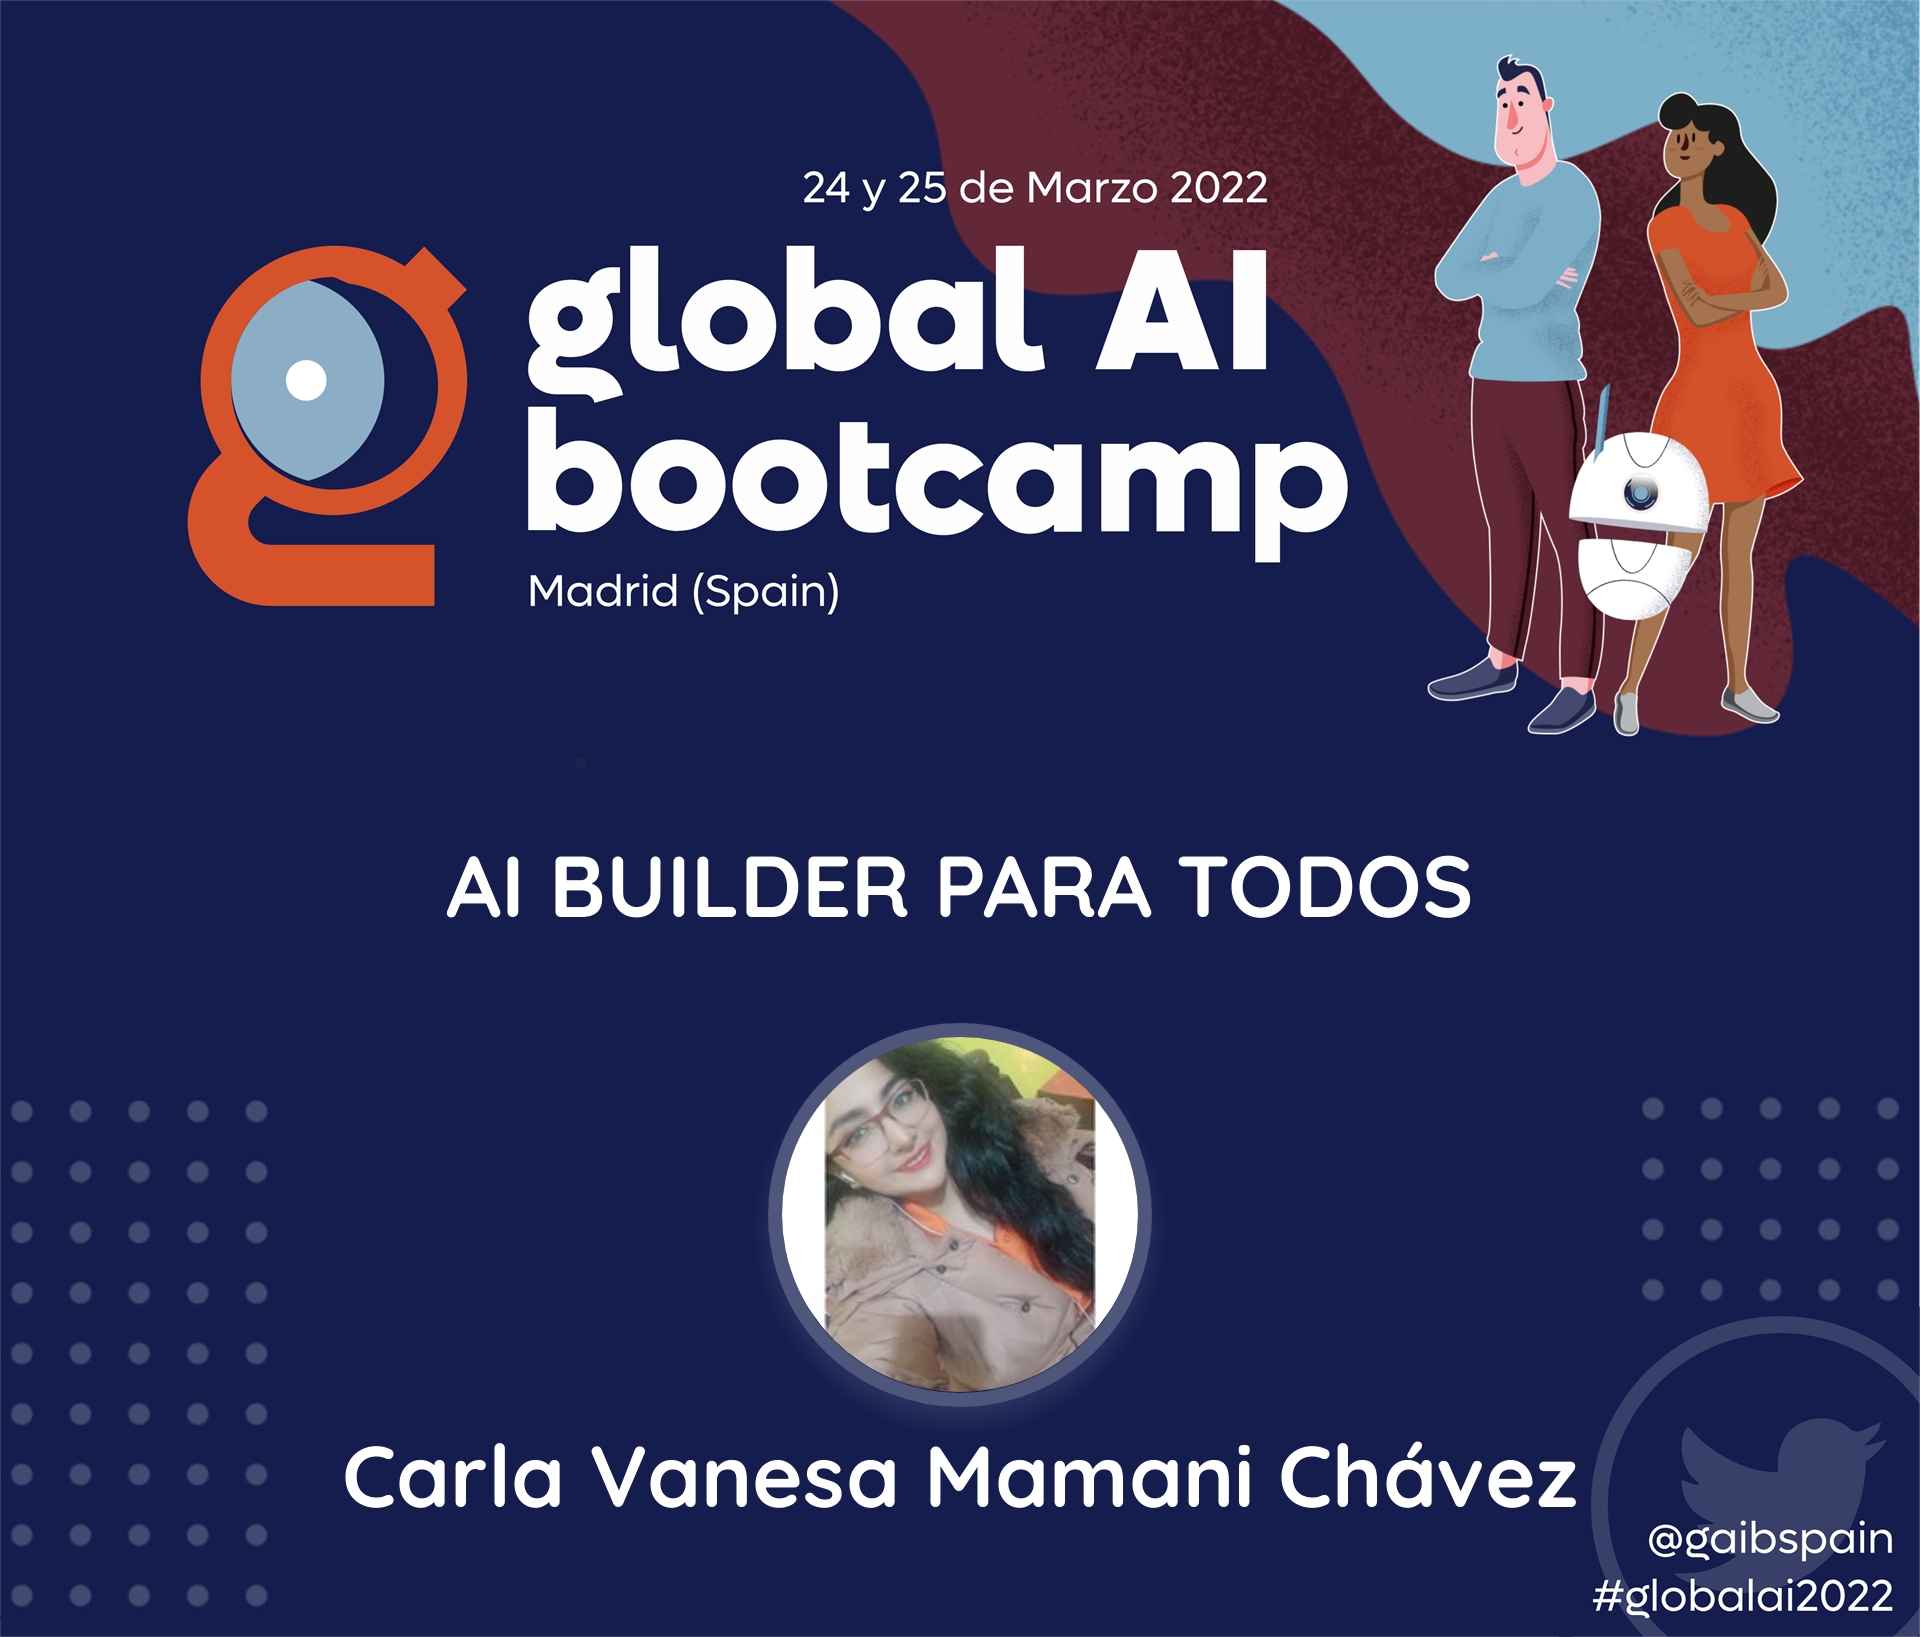 24 y 25 de Marzo 2022
global AI
bootcamp
Madrid (Spain)
AI BUILDER PARA TODOS
Carla Vanesa Mamani Chávez
@gaibspain
#globalai2022